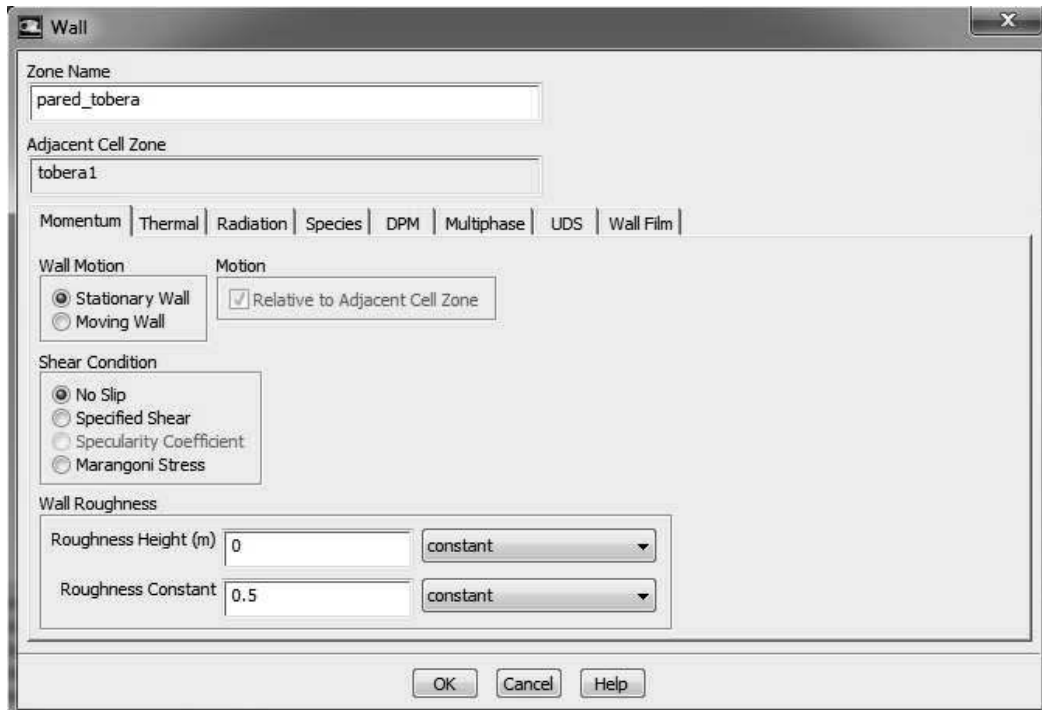 Wall
Zone Name
pared_tobera
Adjacent Cell Zone
tobera1
Momentum Thermal Radiation Species DPM Multiphase UDS Wall Film
Wall Motion Motion
Stationary Wall Relative to Adjacent Cell Zone
Moving Wall
Shear Condition
No Slip
Specified Shear
Specularity Coefficient
Marangoni Stress
Wall Roughness
Roughness Height (m) 0 constant
Roughness Constant 0.5 constant
OK Cancel Help